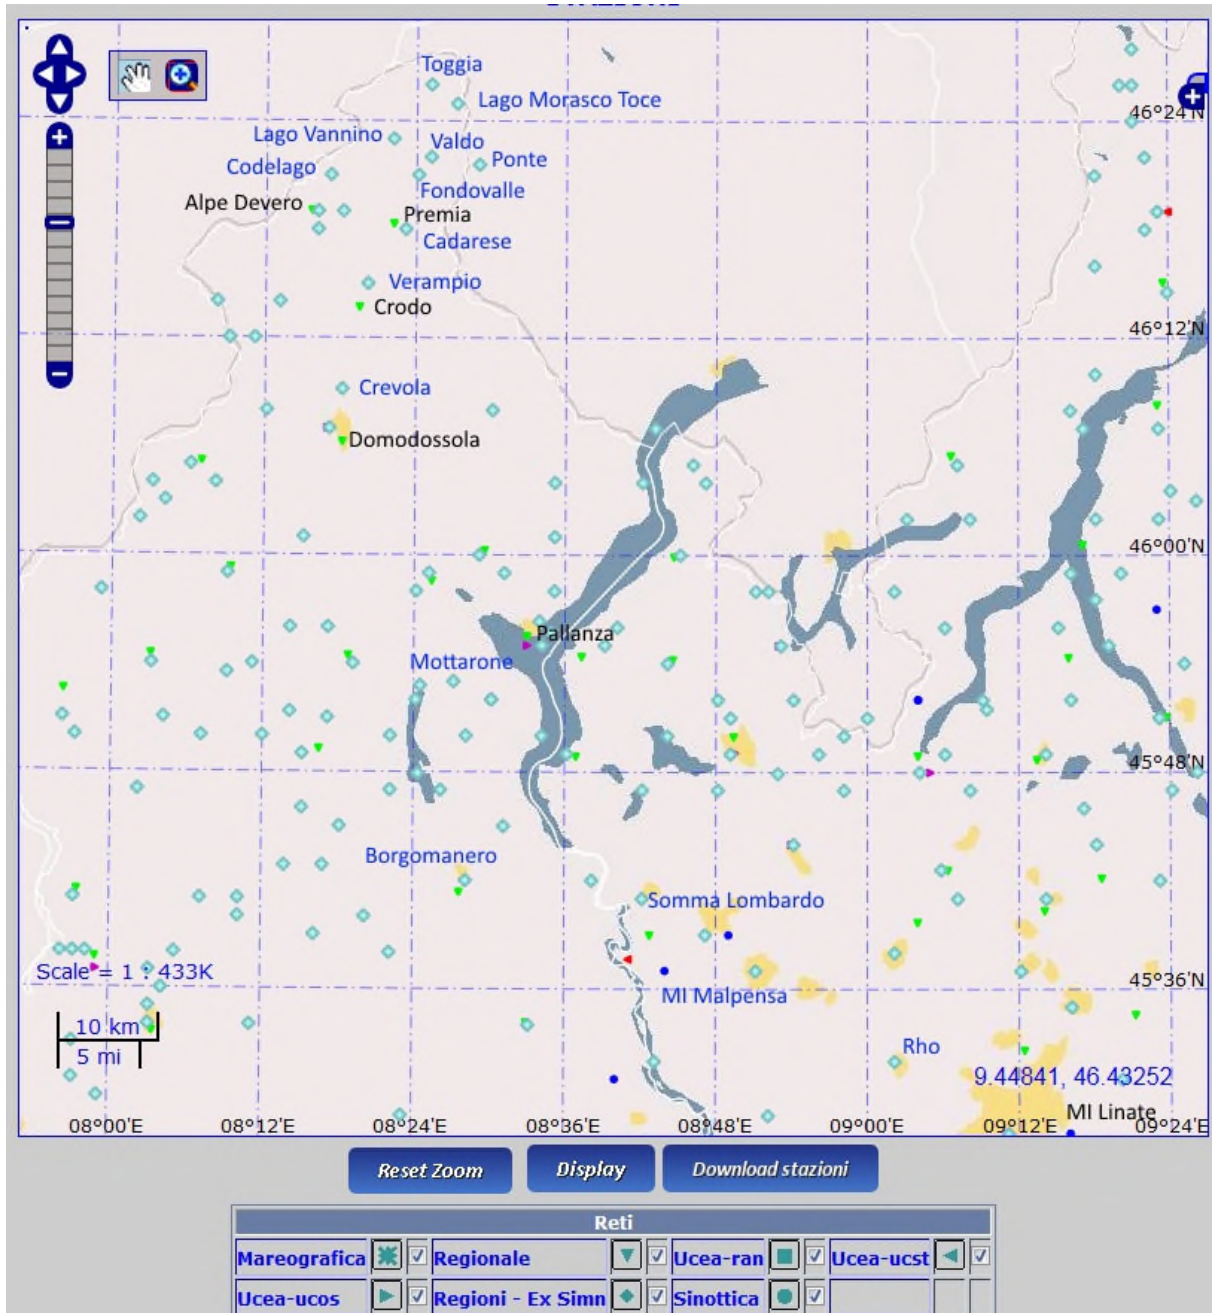 Toggia
Lago Morasco Toce
46°24'N
Lago Vannino
Valdo
Ponte
Codelago
Fondovalle
Alpe Devero
Premia
Cadarese
Verampio
Crodo
46°12'N
Crevola
Domodossola
46°00'N
Pallanza
Mottarone
45°48'N
Borgomanero
Somma Lombardo
Scale = 1 : 433K
45°36'N
MI Malpensa
10 km
5 mi
Rho
9.44841, 46.43252
MI Linate
08°00'E 08°12'E 08°24'E 08°36'E 08°48'E 09°00'E 09°12'E 09°24'E
Reset Zoom Display Download stazioni
Reti
Mareografica Regionale Ucea-ran Ucea-ucst
Ucea-ucos Regioni - Ex Simn Sinottica